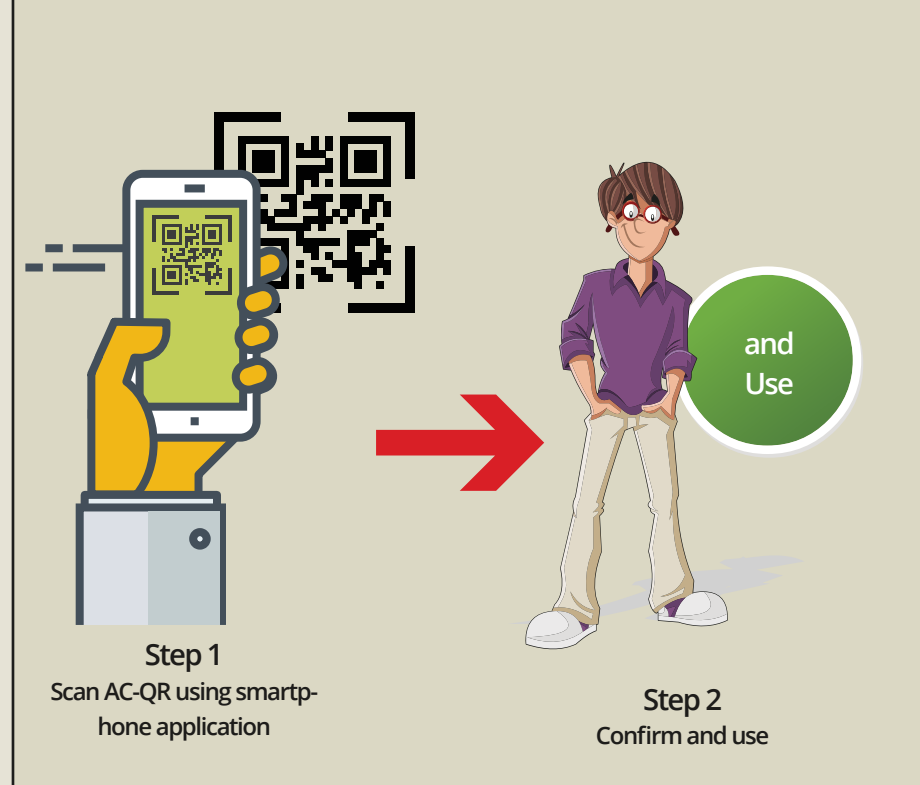 and
Use
Step 1
Scan AC-QR using smartp-
hone application
Step 2
Confirm and use